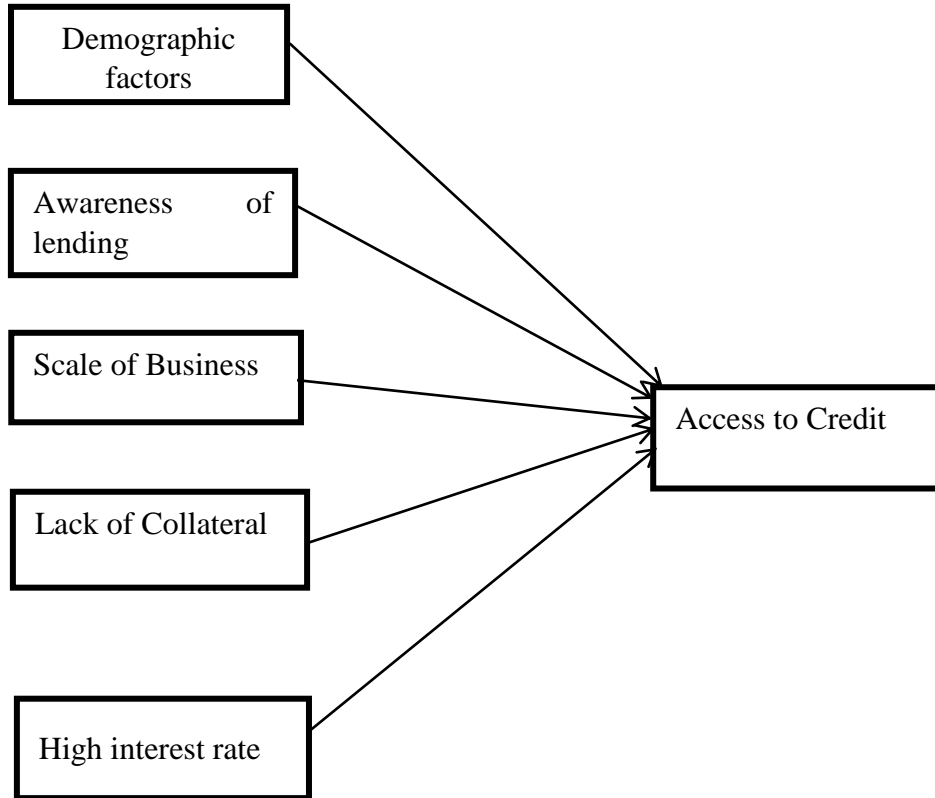 Demographic
factors
Awareness of
lending
Scale of Business
Access to Credit
Lack of Collateral
High interest rate